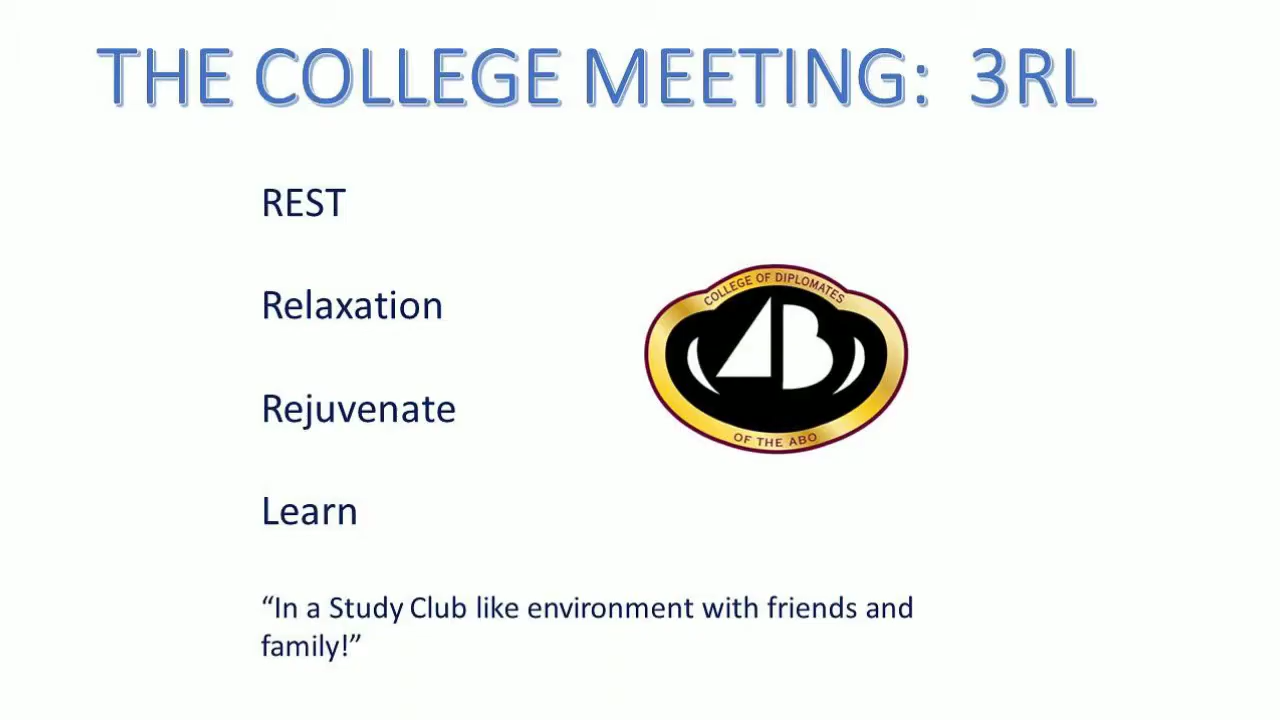 THE COLLEGE MEETING: 3RL
REST
Relaxation
COLLEGE OF DIPLOMATES
AB
OF THE ABO
Rejuvenate
Learn
“In a Study Club like environment with friends and
family!”